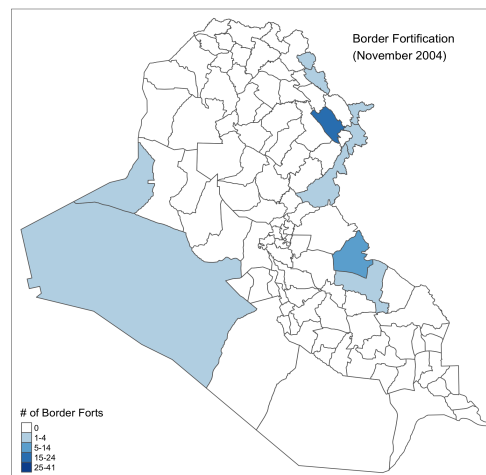 Border Fortification
(November 2004)
# of Border Forts
0
1-4
5-14
15-24
25-41